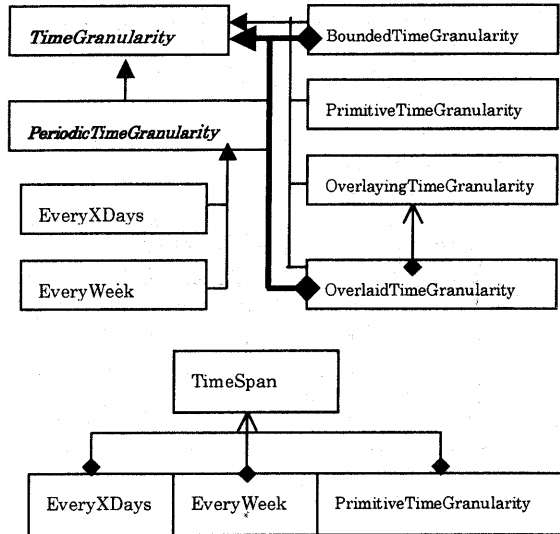 TimeGranularity
BoundedTimeGranularity
PeriodicTimeGranularity
PrimitiveTimeGranularity
EveryXDays
OverlayingTimeGranularity
EveryWeek
OverlaidTimeGranularity
TimeSpan
EveryXDays
EveryWeek
PrimitiveTimeGranularity